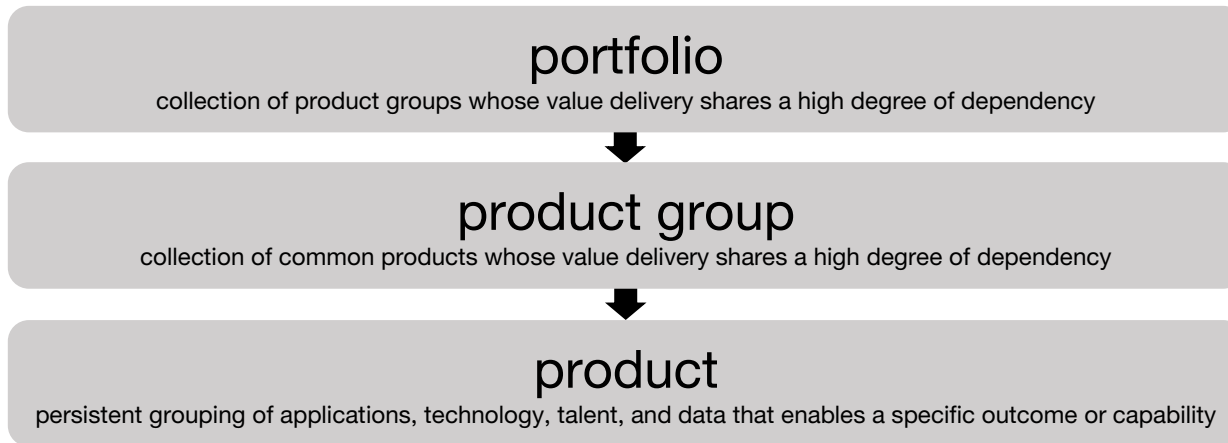 portfolio
collection of product groups whose value delivery shares a high degree of dependency
product group
collection of common products whose value delivery shares a high degree of dependency
product
persistent grouping of applications, technology, talent, and data that enables a specific outcome or capability